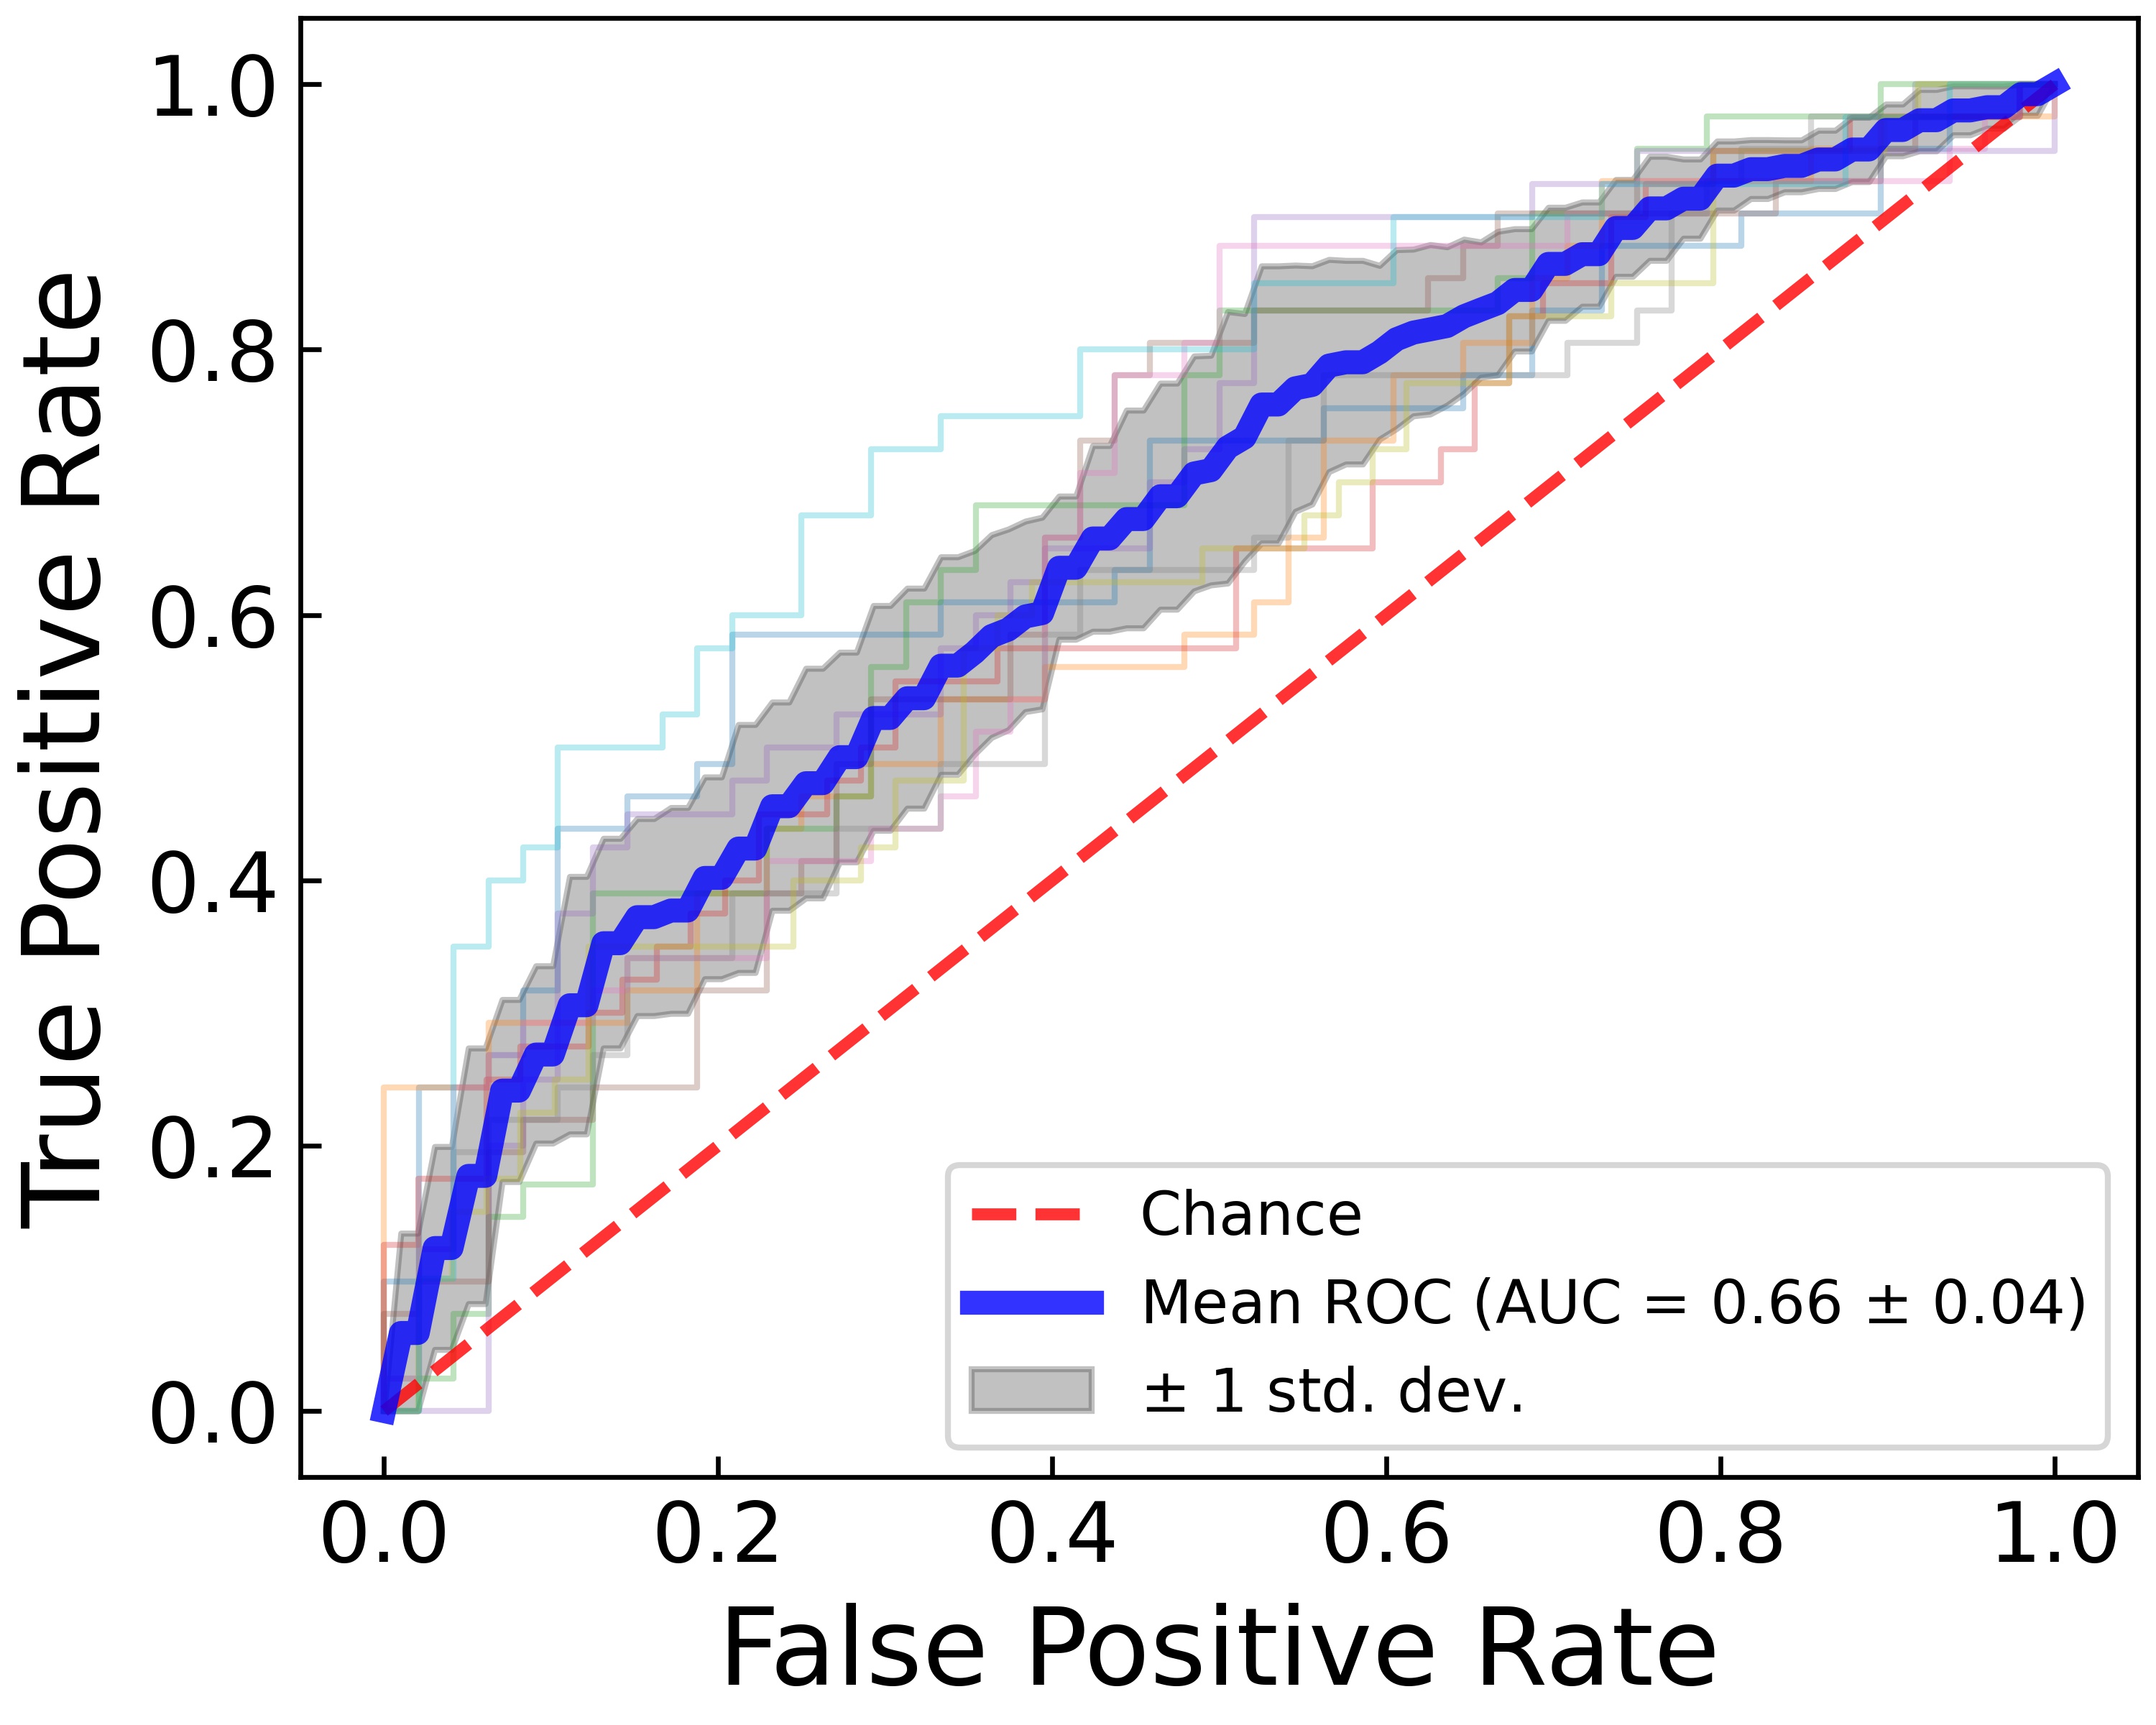 1.0
0.8
0.6
0.4
0.2
0.0
True Positive Rate
Chance
Mean ROC (AUC = 0.66 ± 0.04)
± 1 std. dev.
0.0 0.2 0.4 0.6 0.8 1.0
False Positive Rate